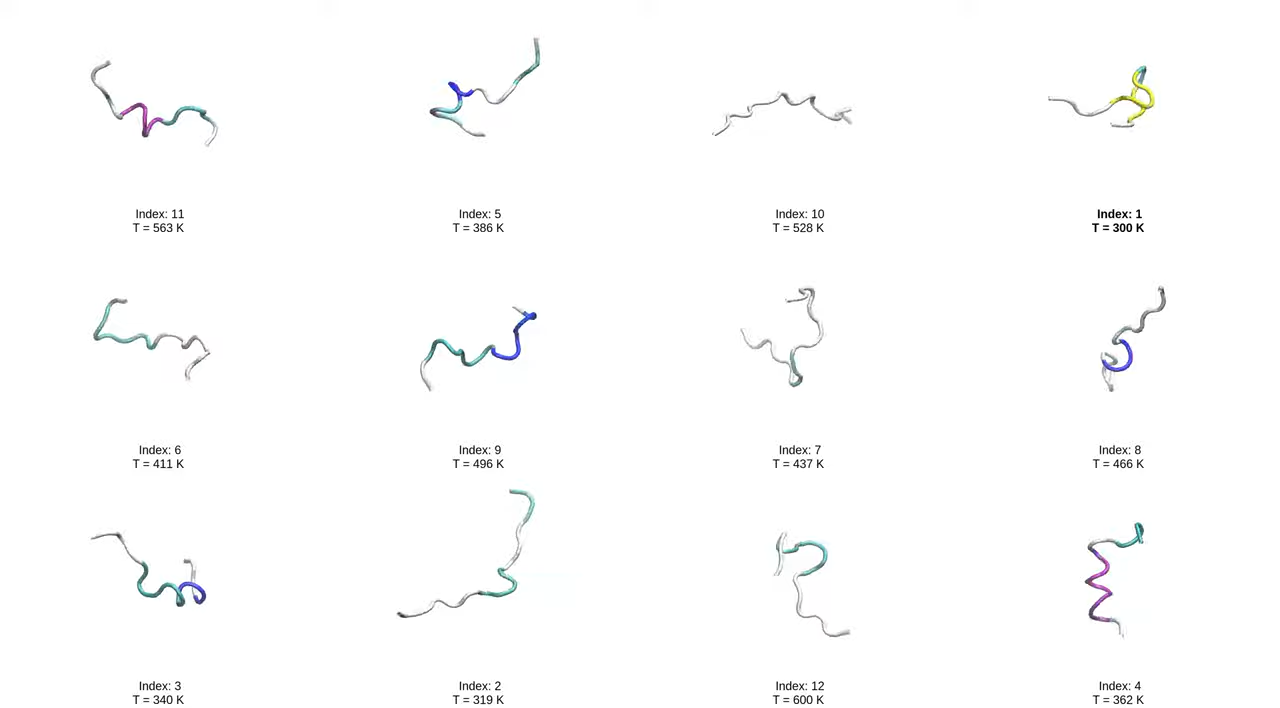 Index: 11
T = 563 K
Index: 5
T = 386 K
Index: 10
T = 528 K
Index: 1
T = 300 K
Index: 6
T = 411 K
Index: 9
T = 496 K
Index: 7
T = 437 K
Index: 8
T = 466 K
Index: 3
T = 340 K
Index: 2
T = 319 K
Index: 12
T = 600 K
Index: 4
T = 362 K